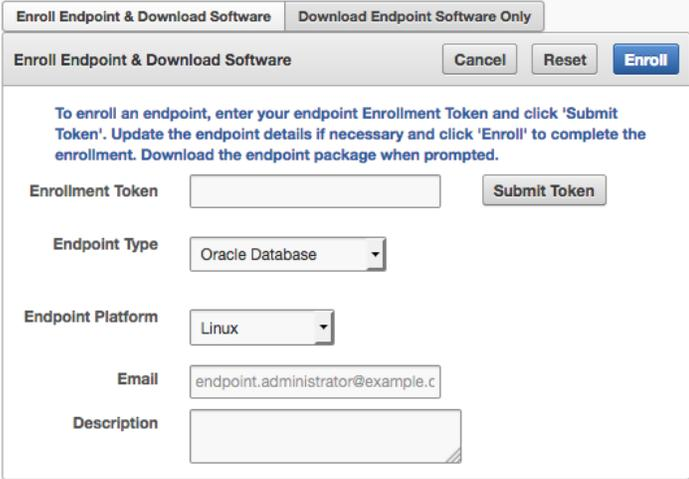 Enroll Endpoint & Download Software
Download Endpoint Software Only
Enroll Endpoint & Download Software
Cancel
Reset
Enroll
To enroll an endpoint, enter your endpoint Enrollment Token and click 'Submit
Token'. Update the endpoint details if necessary and click 'Enroll' to complete the
enrollment. Download the endpoint package when prompted.
Enrollment Token
Submit Token
Endpoint Type
Oracle Database
Endpoint Platform
Linux
Email
endpoint.administrator@example.c
Description